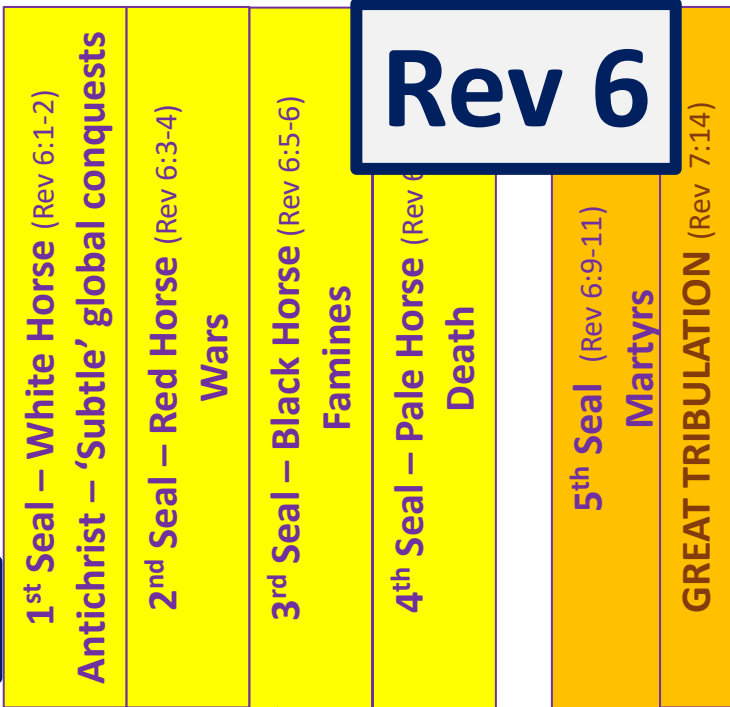 Rev 6
1st Seal – White Horse (Rev 6:1-2)
Antichrist – ‘Subtle’ global conquests
2nd Seal – Red Horse (Rev 6:3-4)
Wars
3rd Seal – Black Horse (Rev 6:5-6)
Famines
4th Seal – Pale Horse (Rev
Death
5th Seal (Rev 6:9-11)
Martyrs
GREAT TRIBULATION (Rev 7:14)